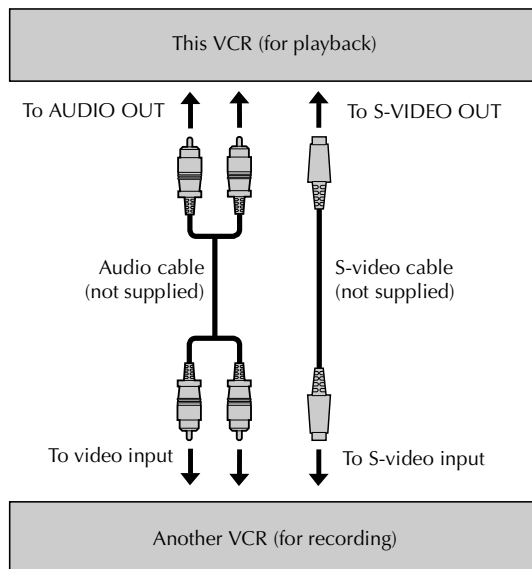 This VCR (for playback)
To AUDIO OUT
To S-VIDEO OUT
Audio cable
(not supplied)
S-video cable
(not supplied)
To video input
To S-video input
Another VCR (for recording)